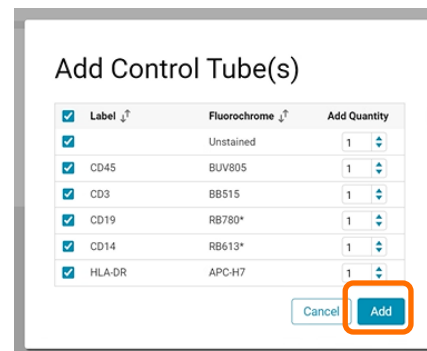 Add Control Tube(s)
Label Fluorochrome Add Quantity
Unstained 1
CD45 BUV805 1
CD3 BB515 1
CD19 RB780* 1
CD14 RB613* 1
HLA-DR APC-H7 1
Cancel Add